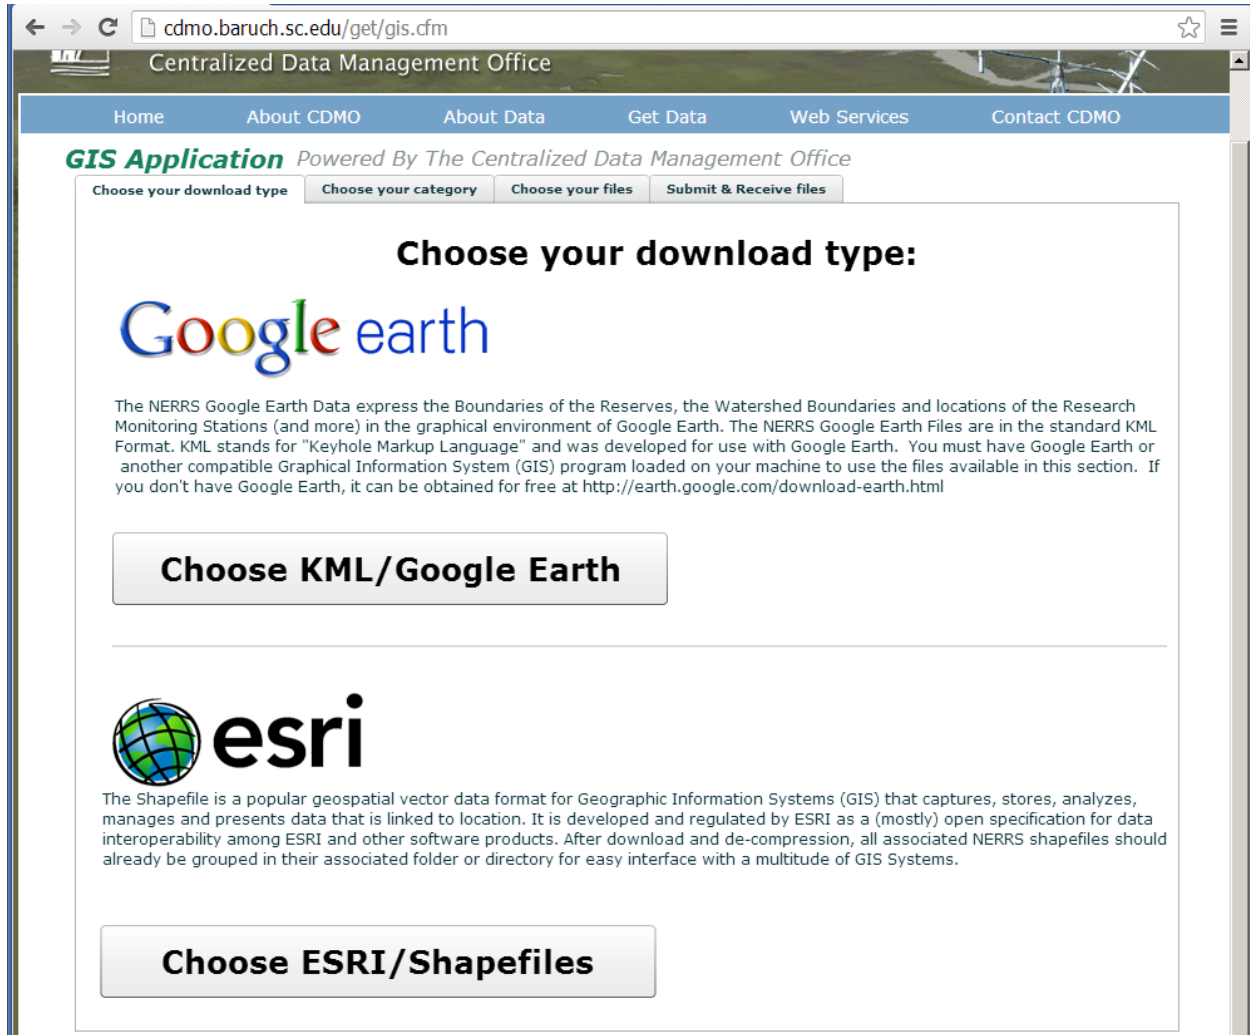 cdmo.baruch.sc.edu/get/gis.cfm
Centralized Data Management Office
Home About CDMO About Data Get Data Web Services Contact CDMO
GIS Application Powered By The Centralized Data Management Office
Choose your download type Choose your category Choose your files Submit & Receive files
Choose your download type:
Google earth
The NERRS Google Earth Data express the Boundaries of the Reserves, the Watershed Boundaries and locations of the Research
Monitoring Stations (and more) in the graphical environment of Google Earth. The NERRS Google Earth Files are in the standard KML
Format. KML stands for "Keyhole Markup Language" and was developed for use with Google Earth. You must have Google Earth or
another compatible Graphical Information System (GIS) program loaded on your machine to use the files available in this section. If
you don't have Google Earth, it can be obtained for free at http://earth.google.com/download-earth.html
Choose KML/Google Earth
esri
The Shapefile is a popular geospatial vector data format for Geographic Information Systems (GIS) that captures, stores, analyzes,
manages and presents data that is linked to location. It is developed and regulated by ESRI as a (mostly) open specification for data
interoperability among ESRI and other software products. After download and de-compression, all associated NERRS shapefiles should
already be grouped in their associated folder or directory for easy interface with a multitude of GIS Systems.
Choose ESRI/Shapefiles